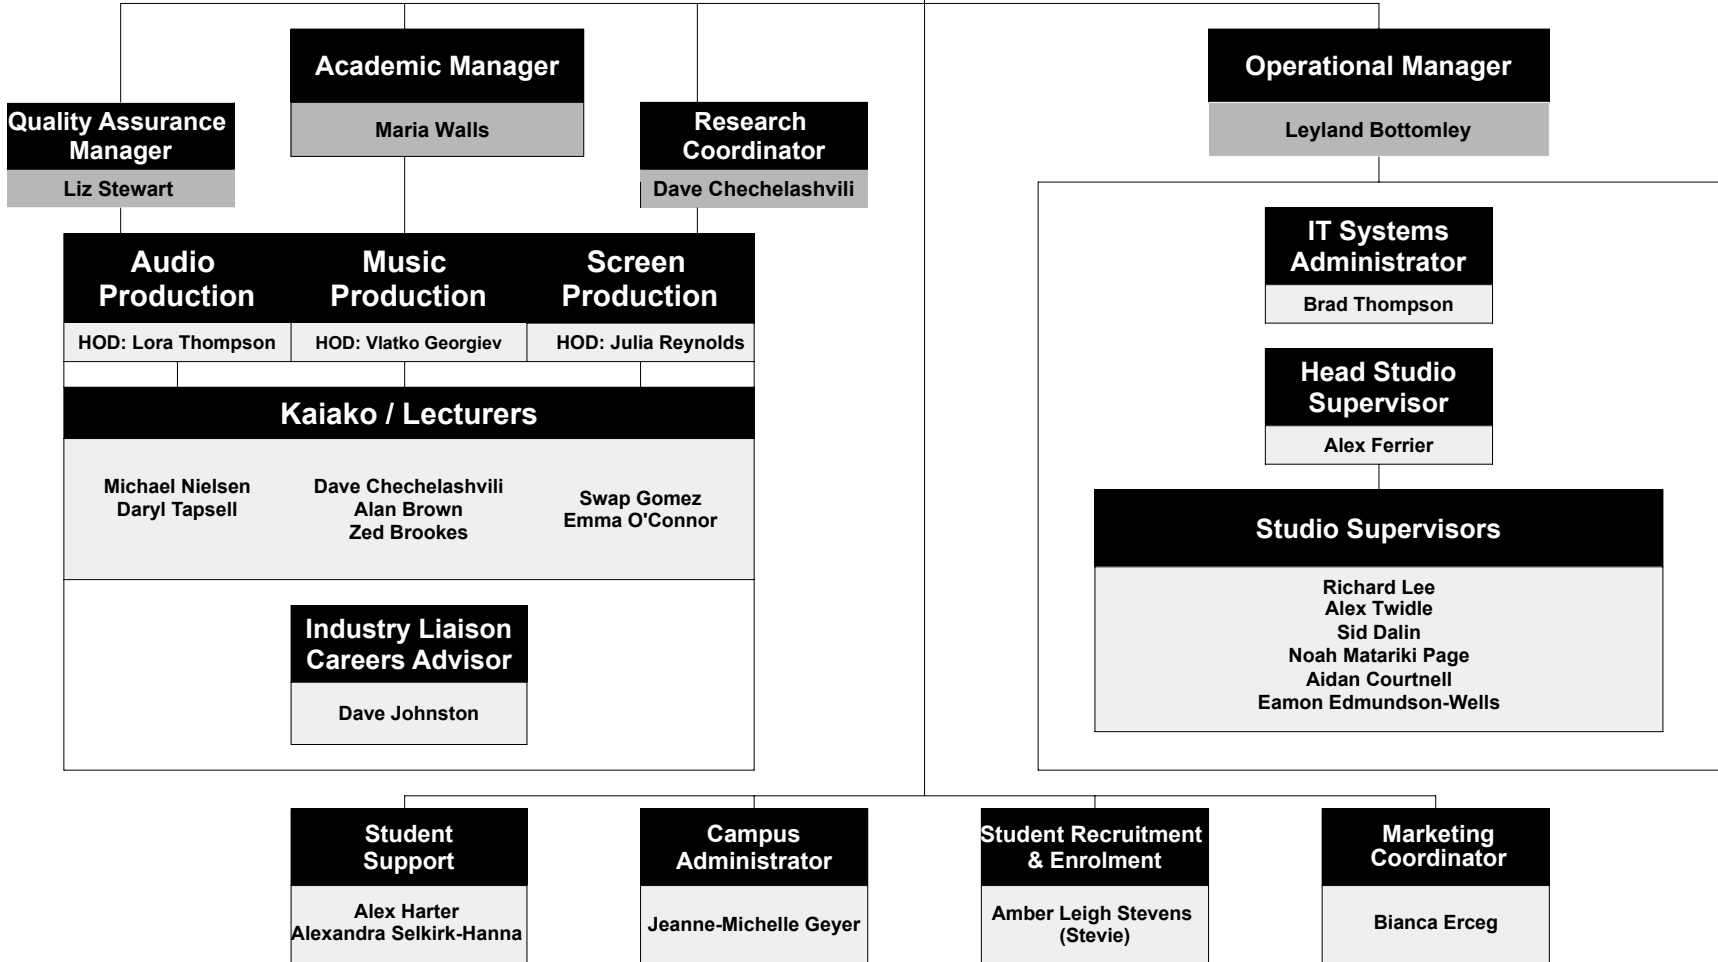 Academic Manager
Maria Walls
Operational Manager
Leyland Bottomley
Quality Assurance
Manager
Liz Stewart
Research
Coordinator
Dave Chechelashvili
Audio
Production
HOD: Lora Thompson
Music
Production
HOD: Vlatko Georgiev
Screen
Production
HOD: Julia Reynolds
Kaiako / Lecturers
Michael Nielsen
Daryl Tapsell
Dave Chechelashvili
Alan Brown
Zed Brookes
Swap Gomez
Emma O'Connor
Industry Liaison
Careers Advisor
Dave Johnston
IT Systems
Administrator
Brad Thompson
Head Studio
Supervisor
Alex Ferrier
Studio Supervisors
Richard Lee
Alex Twidle
Sid Dalin
Noah Matariki Page
Aidan Courtnell
Eamon Edmundson-Wells
Student
Support
Alex Harter
Alexandra Selkirk-Hanna
Campus
Administrator
Jeanne-Michelle Geyer
Student Recruitment
& Enrolment
Amber Leigh Stevens
(Stevie)
Marketing
Coordinator
Bianca Erceg